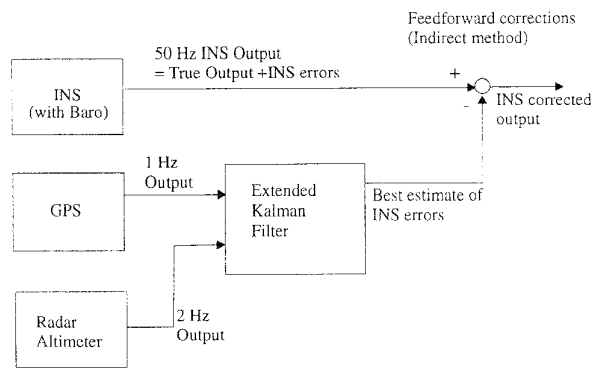 Feedforward corrections
(Indirect method)
50 Hz INS Output
= True Output +INS errors
INS
(with Baro)
+
-
INS corrected
output
1 Hz
Output
GPS
Extended
Kalman
Filter
Best estimate of
INS errors
2 Hz
Output
Radar
Altimeter